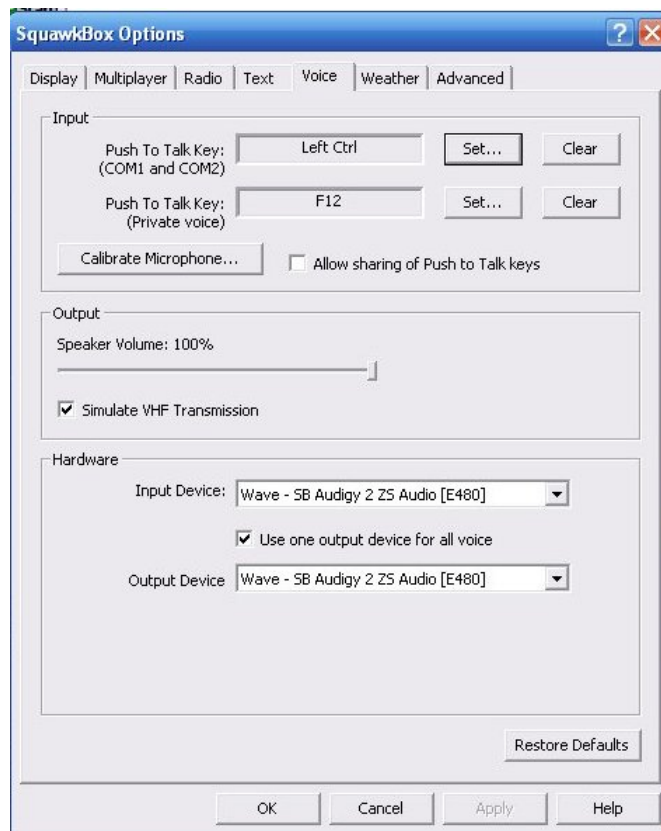 SquawkBox Options
Display Multiplayer Radio Text Voice Weather Advanced
Input
Push To Talk Key: Left Ctrl Set... Clear
(COM1 and COM2)
Push To Talk Key: F12 Set... Clear
(Private voice)
Calibrate Microphone... Allow sharing of Push to Talk keys
Output
Speaker Volume: 100%
Simulate VHF Transmission
Hardware
Input Device: Wave - SB Audigy 2 ZS Audio [E480]
Use one output device for all voice
Output Device Wave - SB Audigy 2 ZS Audio [E480]
Restore Defaults
OK Cancel Apply Help